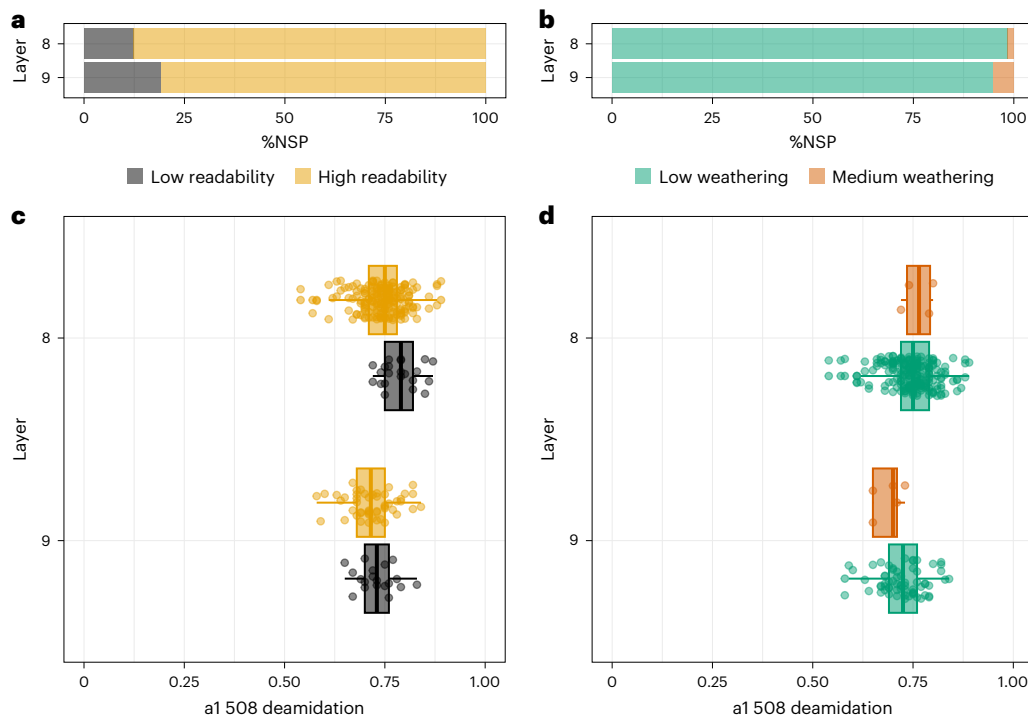 a
Layer
8
9
0 25 50 75 100
%NSP
Low readability High readability
b
Layer
8
9
0 25 50 75 100
%NSP
Low weathering Medium weathering
c
Layer
8
9
0 0.25 0.50 0.75 1.00
a1 508 deamidation
d
Layer
8
9
0 0.25 0.50 0.75 1.00
a1 508 deamidation